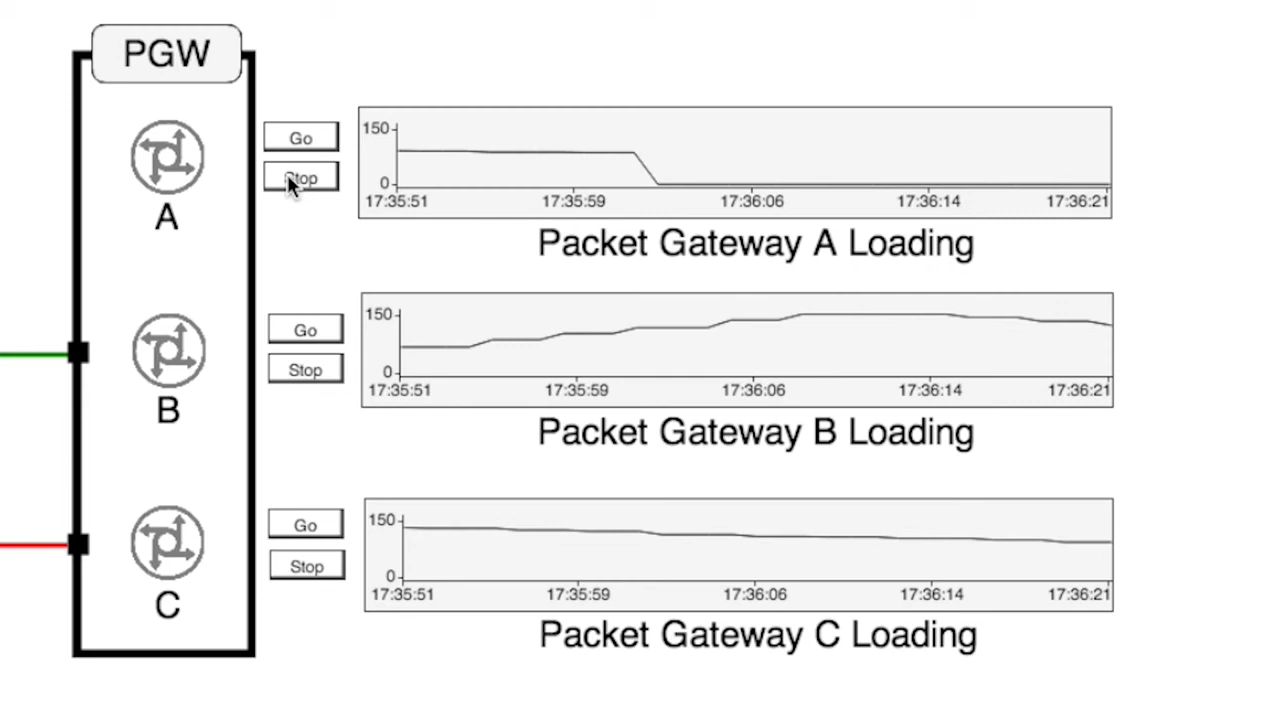 PGW
A
Go
Stop
150
0
17:35:51 17:35:59 17:36:06 17:36:14 17:36:21
Packet Gateway A Loading
B
Go
Stop
150
0
17:35:51 17:35:59 17:36:06 17:36:14 17:36:21
Packet Gateway B Loading
C
Go
Stop
150
0
17:35:51 17:35:59 17:36:06 17:36:14 17:36:21
Packet Gateway C Loading